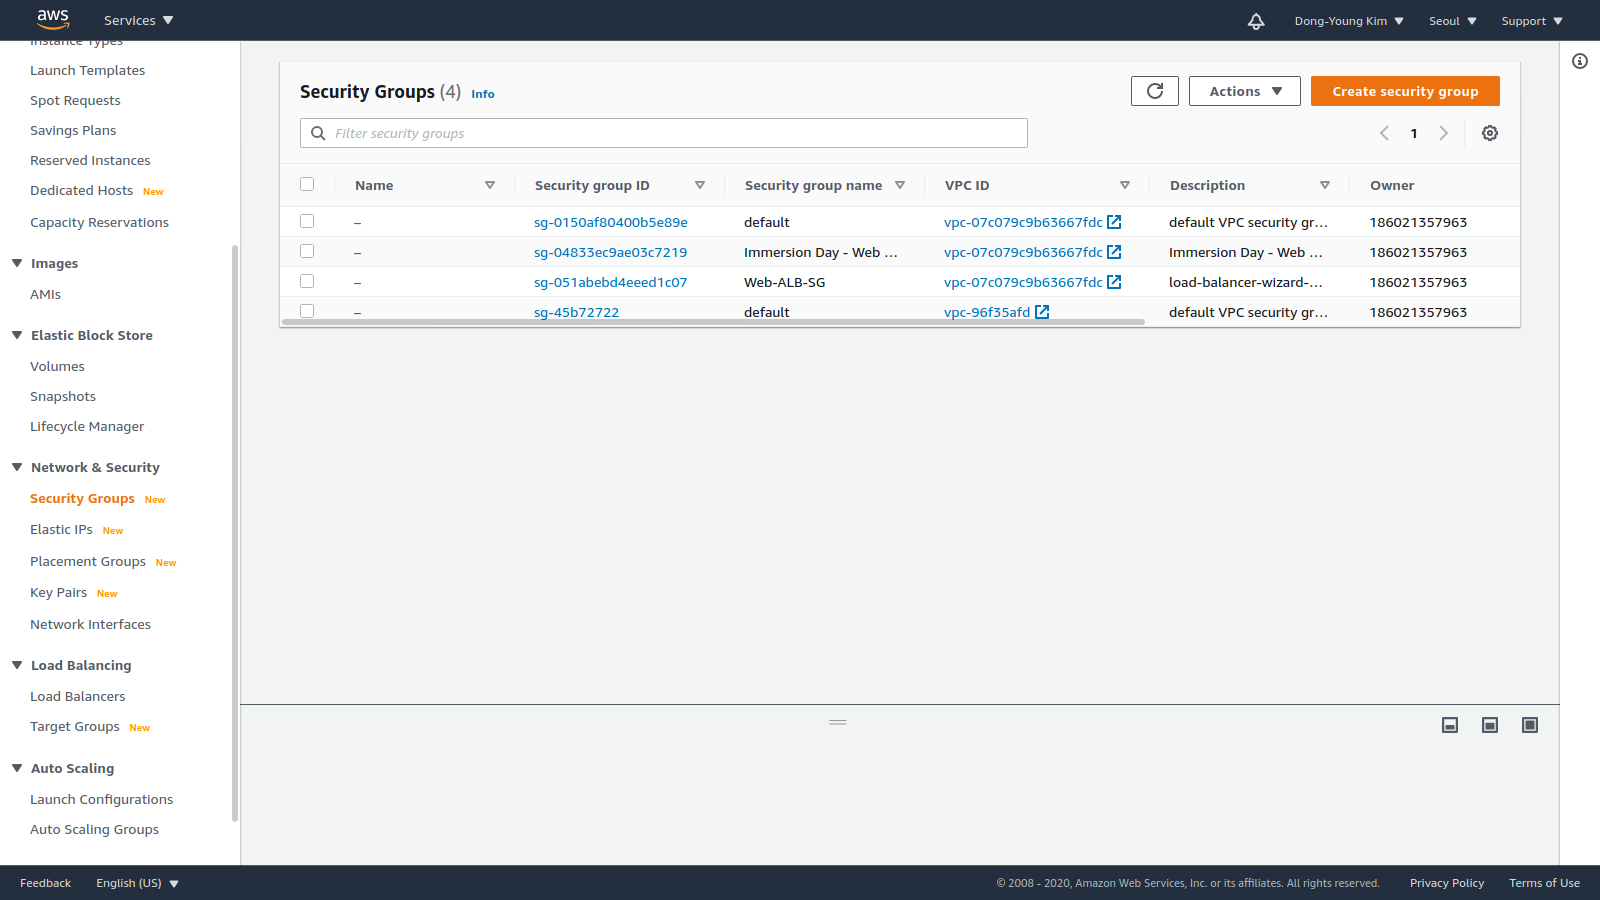 aws
Services
Dong-Young Kim
Seoul
Support
Instance Types
Launch Templates
Spot Requests
Savings Plans
Reserved Instances
Dedicated Hosts New
Capacity Reservations
Images
AMIs
Elastic Block Store
Volumes
Snapshots
Lifecycle Manager
Network & Security
Security Groups New
Elastic IPs New
Placement Groups New
Key Pairs New
Network Interfaces
Load Balancing
Load Balancers
Target Groups New
Auto Scaling
Launch Configurations
Auto Scaling Groups
Security Groups (4) Info
Actions
Create security group
Filter security groups
1
Name Security group ID Security group name VPC ID Description Owner
– sg-0150af80400b5e89e default vpc-07c079c9b63667fdc default VPC security gr... 186021357963
– sg-04833ec9ae03c7219 Immersion Day - Web ... vpc-07c079c9b63667fdc Immersion Day - Web ... 186021357963
– sg-051abebd4eeed1c07 Web-ALB-SG vpc-07c079c9b63667fdc load-balancer-wizard-... 186021357963
– sg-45b72722 default vpc-96f35afd default VPC security gr... 186021357963
Feedback
English (US)
© 2008 - 2020, Amazon Web Services, Inc. or its affiliates. All rights reserved.
Privacy Policy
Terms of Use